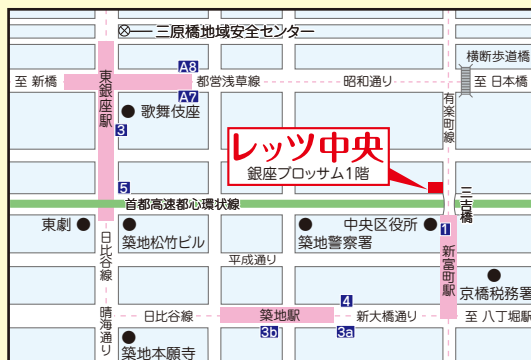 三原橋地域安全センター
横断歩道橋
A8
至 新橋
都営浅草線
昭和通り
至 日本橋
東銀座駅
A7
歌舞伎座
有楽町線
3
レッツ中央
銀座ブロッサム1階
5
三吉橋
首都高速都心環状線
東劇
築地松竹ビル
中央区役所
築地警察署
1
新富町駅
日比谷線
平成通り
京橋税務署
4
日比谷線
築地駅
新大橋通り
至 八丁堀駅
晴海通り
3b
3a
築地本願寺